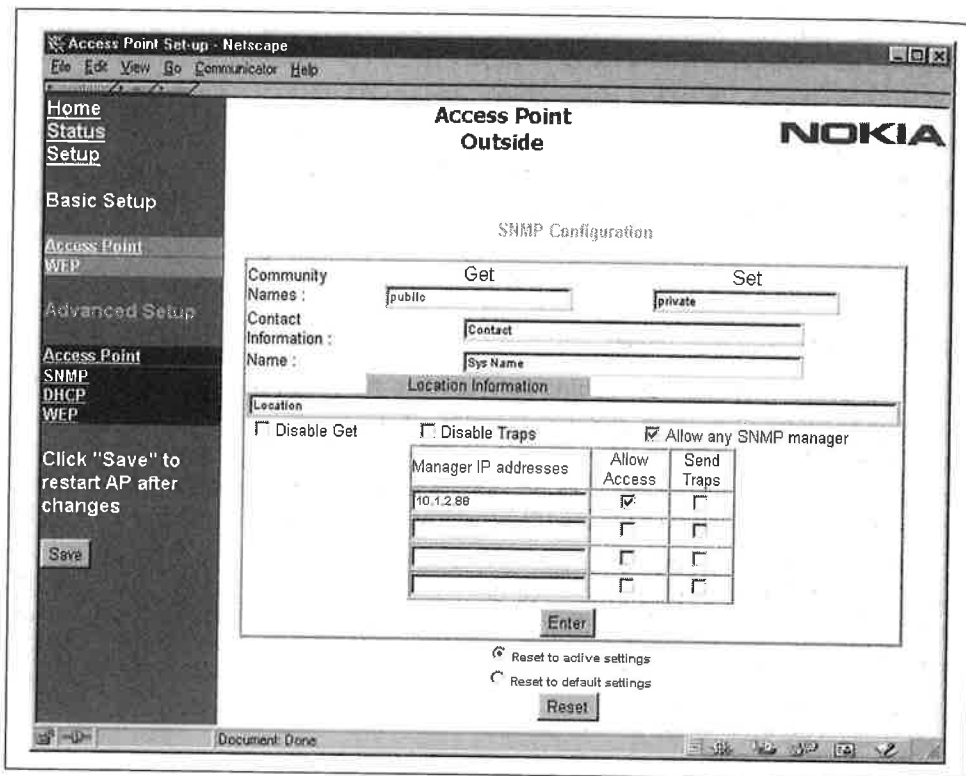 Access Point Set-up - Netscape
File Edit View Go Communicator Help
Home
Status
Setup
Basic Setup
Access Point
WEP
Advanced Setup
Access Point
SNMP
DHCP
WEP
Click "Save" to
restart AP after
changes
Save
Access Point
Outside
NOKIA
SNMP Configuration
Community
Names :
Get
public
Set
private
Contact
Information :
Contact
Name :
Sys Name
Location Information
Location
Disable Get
Disable Traps
Allow any SNMP manager
Manager IP addresses
Allow
Access
Send
Traps
10.1.2.88
Enter
Reset to active settings
Reset to default settings
Reset
Document: Done